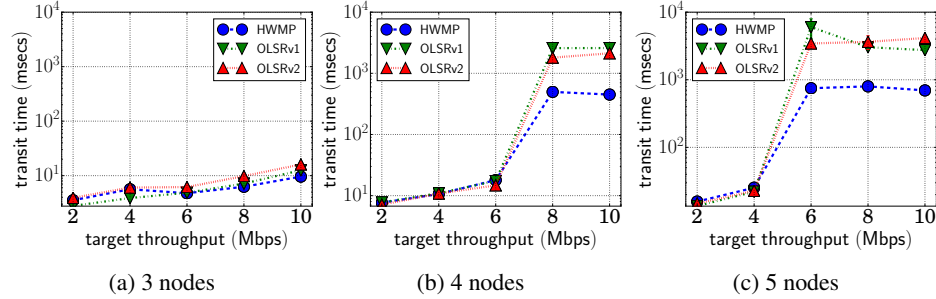 transit time (msecs)
10^4
10^3
10^2
10^1
2 4 6 8 10
target throughput (Mbps)
HWMP
OLSRv1
OLSRv2
(a) 3 nodes
transit time (msecs)
10^4
10^3
10^2
10^1
2 4 6 8 10
target throughput (Mbps)
HWMP
OLSRv1
OLSRv2
(b) 4 nodes
transit time (msecs)
10^4
10^3
10^2
2 4 6 8 10
target throughput (Mbps)
HWMP
OLSRv1
OLSRv2
(c) 5 nodes